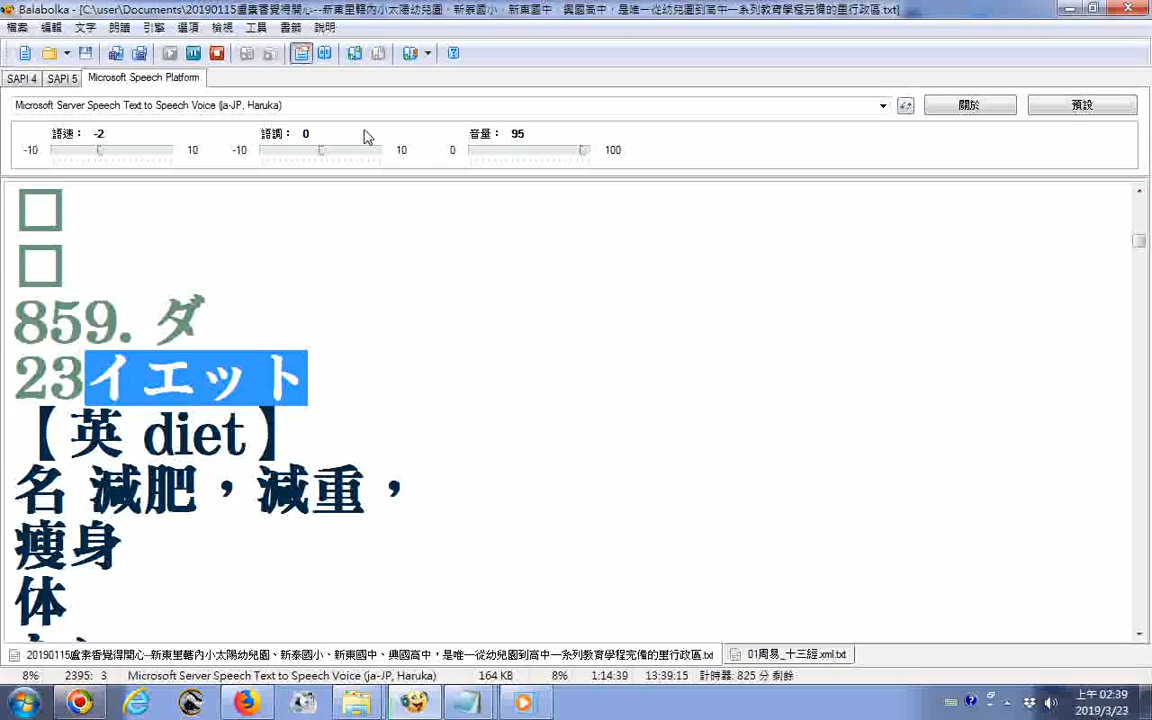 Balabolka - [C:\user\Documents\20190115盧素香覺得開心--新東里轄內小太陽幼兒園、新泰國小、新東國中、興國高中，是唯一從幼兒園到高中一系列教育學程完備的里行政區.txt]
檔案 編輯 文字 朗讀 引擎 選項 檢視 工具 書籤 說明
SAPI 4 SAPI 5 Microsoft Speech Platform
Microsoft Server Speech Text to Speech Voice (ja-JP, Haruka) 關於 預設
語速： -2 語調： 0 音量： 95
-10 10 -10 10 0 100
□
□
859. ダ
23イエット
【英 diet】
名 減肥，減重，
瘦身
体
20190115盧素香覺得開心--新東里轄內小太陽幼兒園、新泰國小、新東國中、興國高中，是唯一從幼兒園到高中一系列教育學程完備的里行政區.txt 01周易_十三經.xml.txt
8% 2395: 3 Microsoft Server Speech Text to Speech Voice (ja-JP, Haruka) 164 KB 8% 1:14:39 13:39:15 計時器: 825 分 剩餘
上午 02:39
2019/3/23